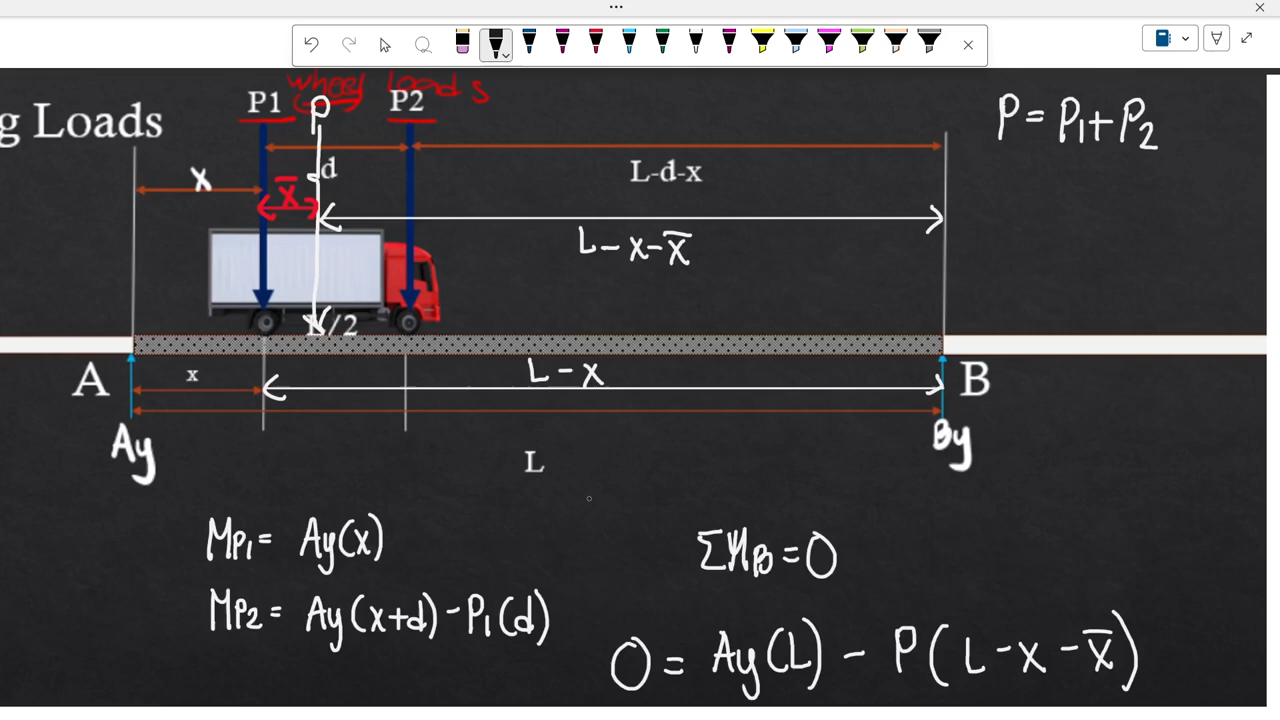 wheel loads
P1 P P2
g Loads
P = P1 + P2
x
d
L-d-x
x̄
L - x - x̄
/2
A
x
L - x
B
Ay
By
L
MP1 = Ay(x)
ΣMB = 0
MP2 = Ay(x+d) - P1(d)
0 = Ay(L) - P(L - x - x̄)